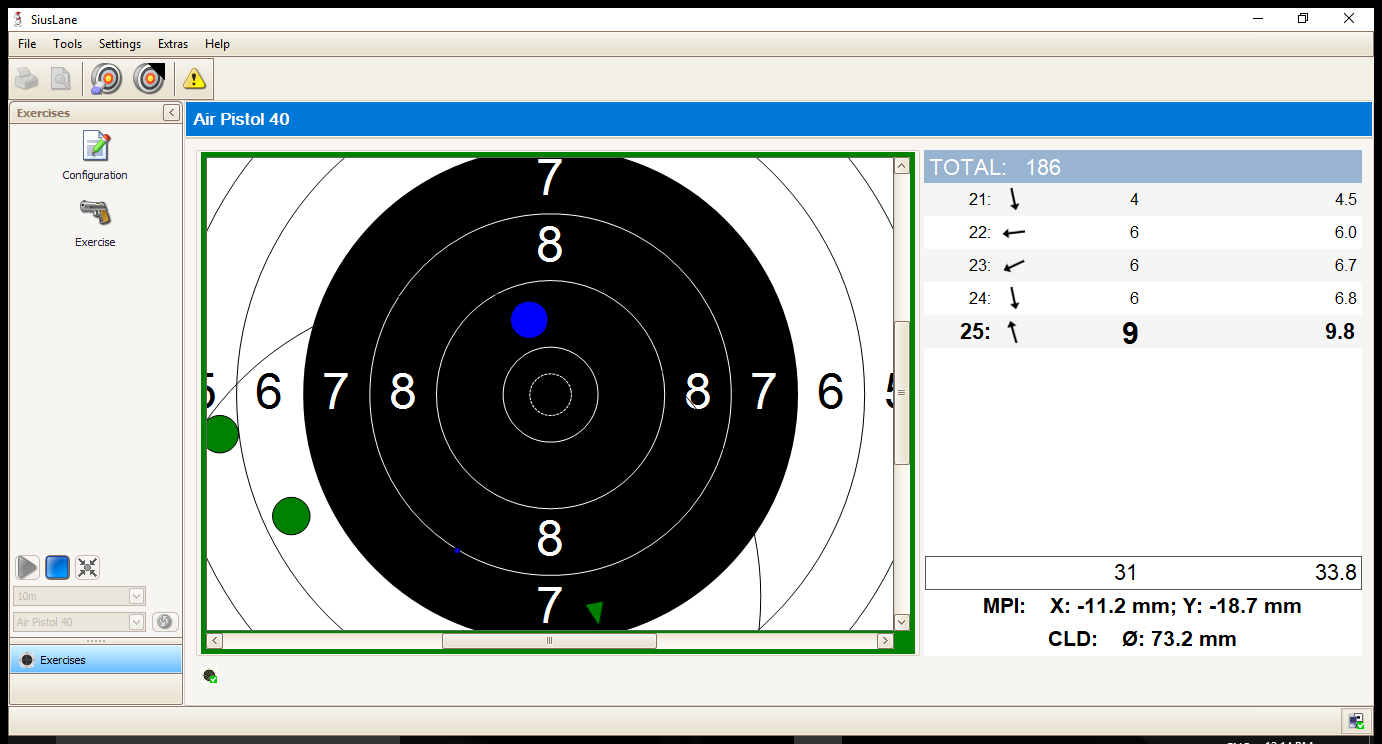 SiusLane
File Tools Settings Extras Help
Exercises
Configuration
Exercise
10m
Air Pistol 40
Exercises
Air Pistol 40
7
8
5 6 7 8 8 7 6 5
8
7
TOTAL: 186
21: 4 4.5
22: 6 6.0
23: 6 6.7
24: 6 6.8
25: 9 9.8
31 33.8
MPI: X: -11.2 mm; Y: -18.7 mm
CLD: Ø: 73.2 mm